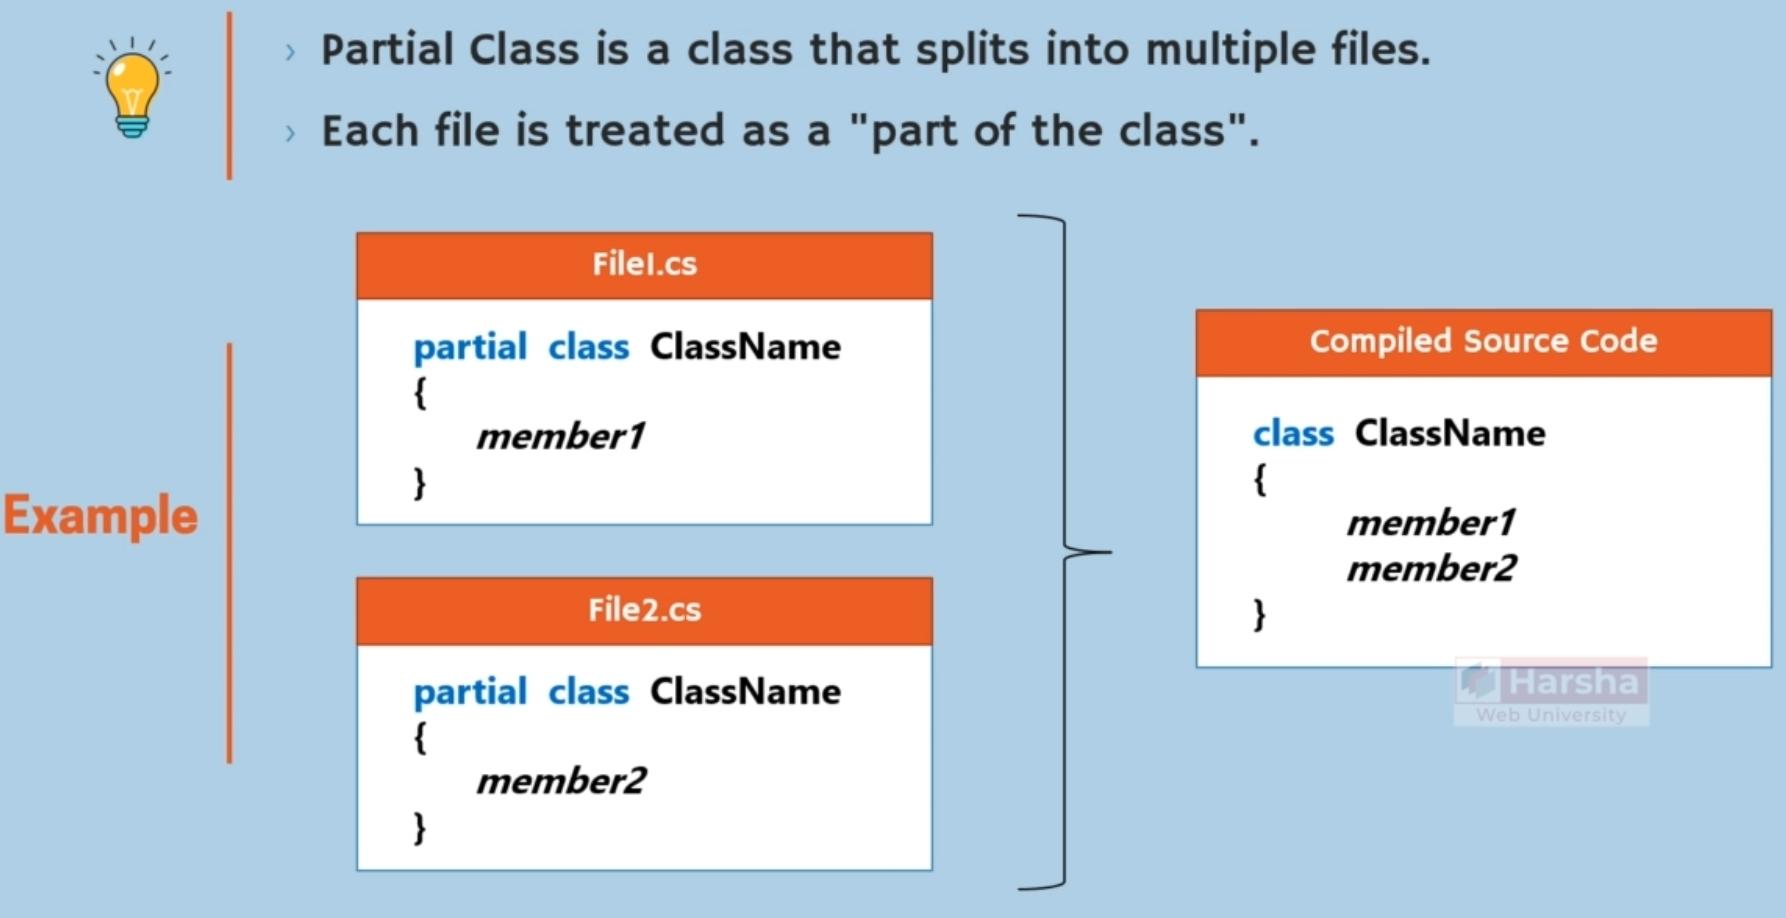 › Partial Class is a class that splits into multiple files.
› Each file is treated as a "part of the class".
Example
File1.cs
partial class ClassName
{
member1
}
File2.cs
partial class ClassName
{
member2
}
Compiled Source Code
class ClassName
{
member1
member2
}
Harsha
Web University